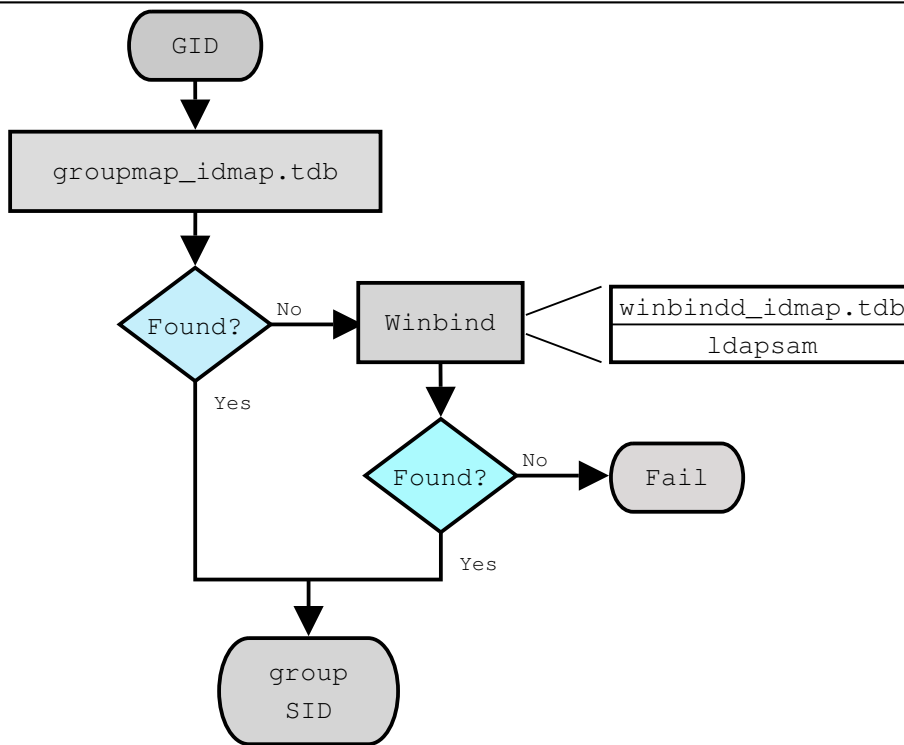 GID
groupmap_idmap.tdb
Found?
No
Winbind
winbindd_idmap.tdb
ldapsam
Yes
Found?
No
Fail
Yes
group
SID